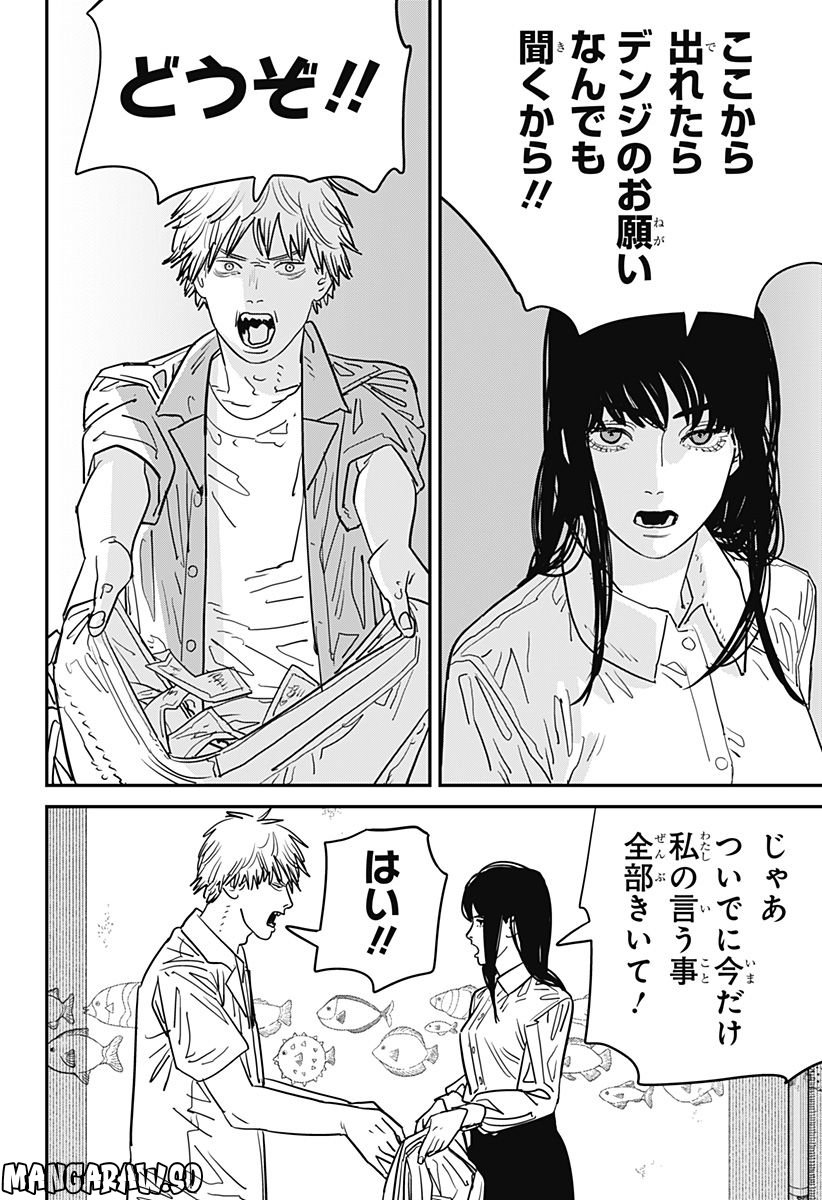 ここから
出れたら
デンジのお願い
なんでも
聞くから!!
どうぞ!!
じゃあ
ついでに今だけ
私の言う事
全部きいて!
はい!!
MANGARAW.SO